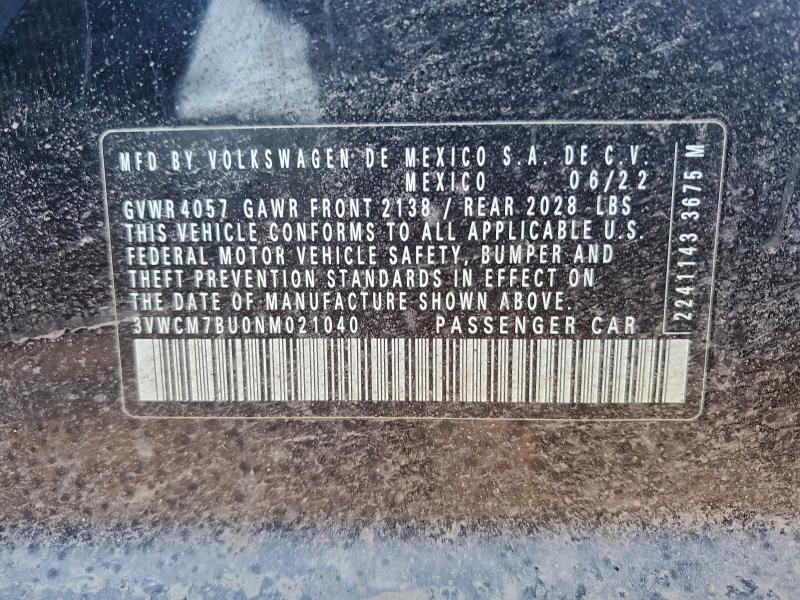 MFD BY VOLKSWAGEN DE MEXICO S.A. DE C.V.
MEXICO 06/22
GVWR 4057 GAWR FRONT 2138 / REAR 2028 LBS
THIS VEHICLE CONFORMS TO ALL APPLICABLE U.S.
FEDERAL MOTOR VEHICLE SAFETY, BUMPER AND
THEFT PREVENTION STANDARDS IN EFFECT ON
THE DATE OF MANUFACTURE SHOWN ABOVE.
3VWCM7BU0NM021040 PASSENGER CAR
2241143 3675 M